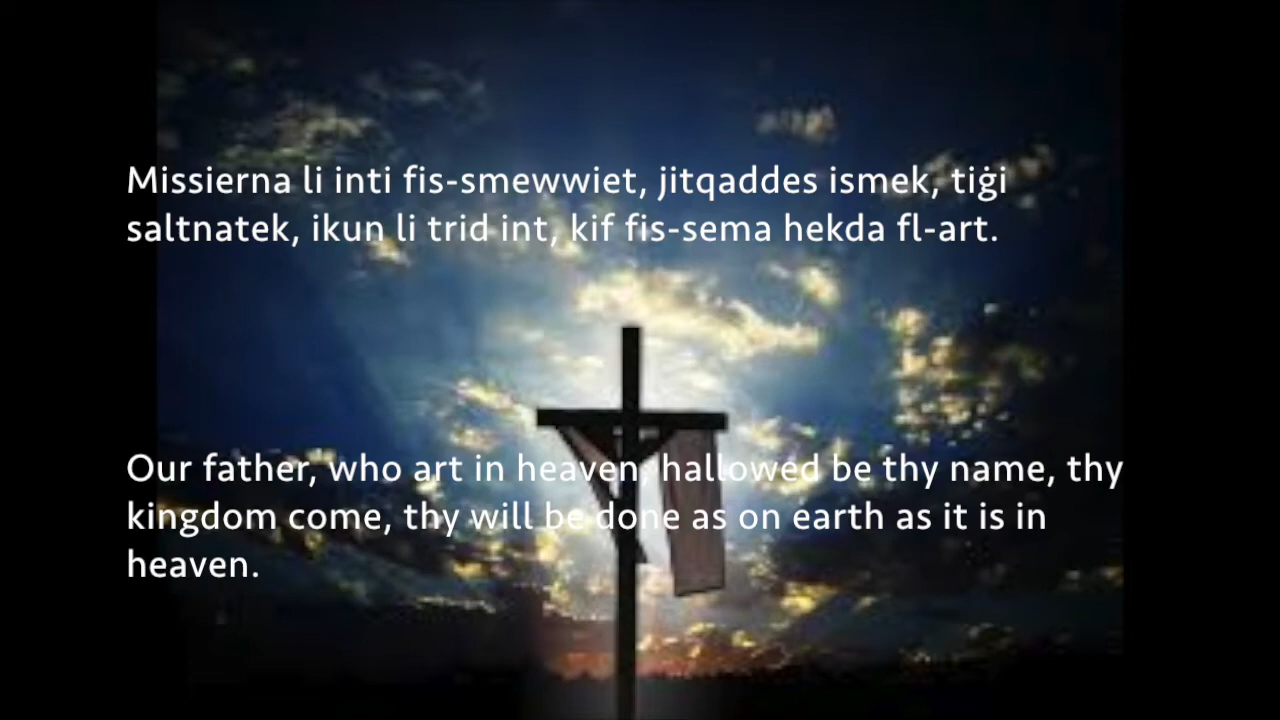 Missierna li inti fis-smewwiet, jitqaddes ismek, tiġi
saltnatek, ikun li trid int, kif fis-sema hekda fl-art.
Our father, who art in heaven, hallowed be thy name, thy
kingdom come, thy will be done as on earth as it is in
heaven.